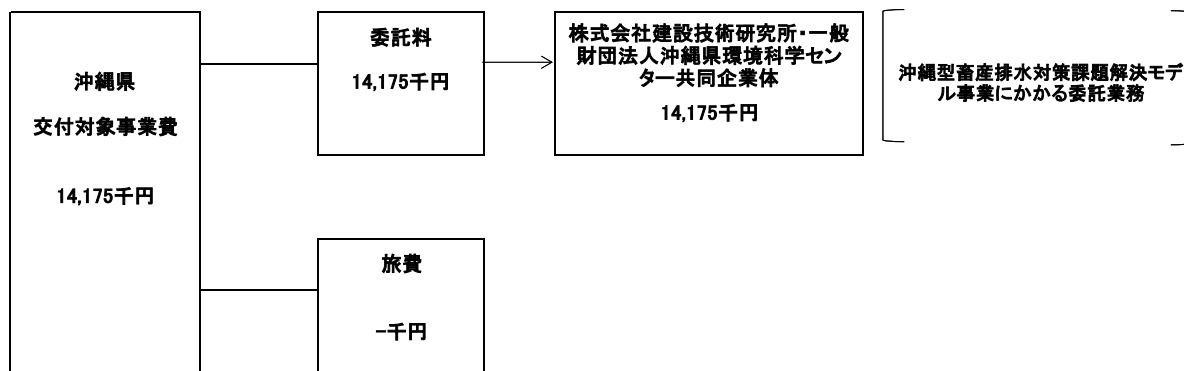 沖縄県
交付対象事業費
14,175千円
委託料
14,175千円
株式会社建設技術研究所・一般
財団法人沖縄県環境科学セン
ター共同企業体
14,175千円
沖縄型畜産排水対策課題解決モデ
ル事業にかかる委託業務
旅費
-千円